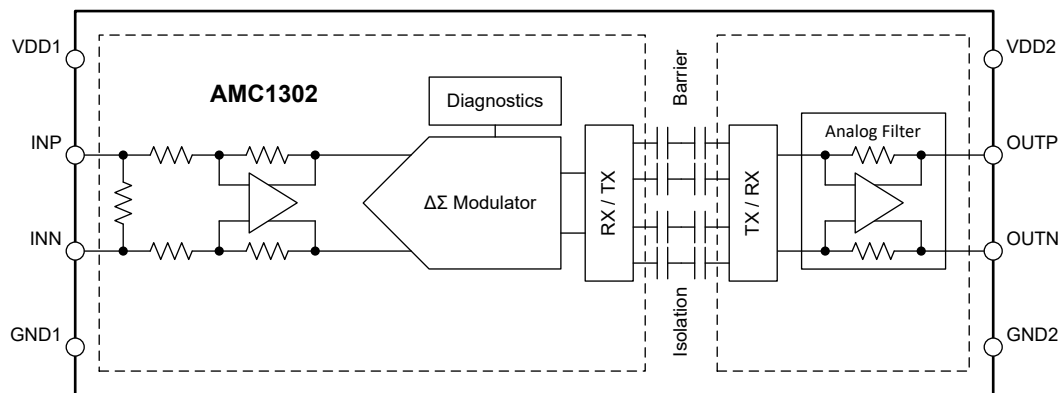 VDD1
VDD2
AMC1302
Diagnostics
Barrier
Analog Filter
INP
OUTP
ΔΣ Modulator
RX / TX
TX / RX
INN
OUTN
Isolation
GND1
GND2